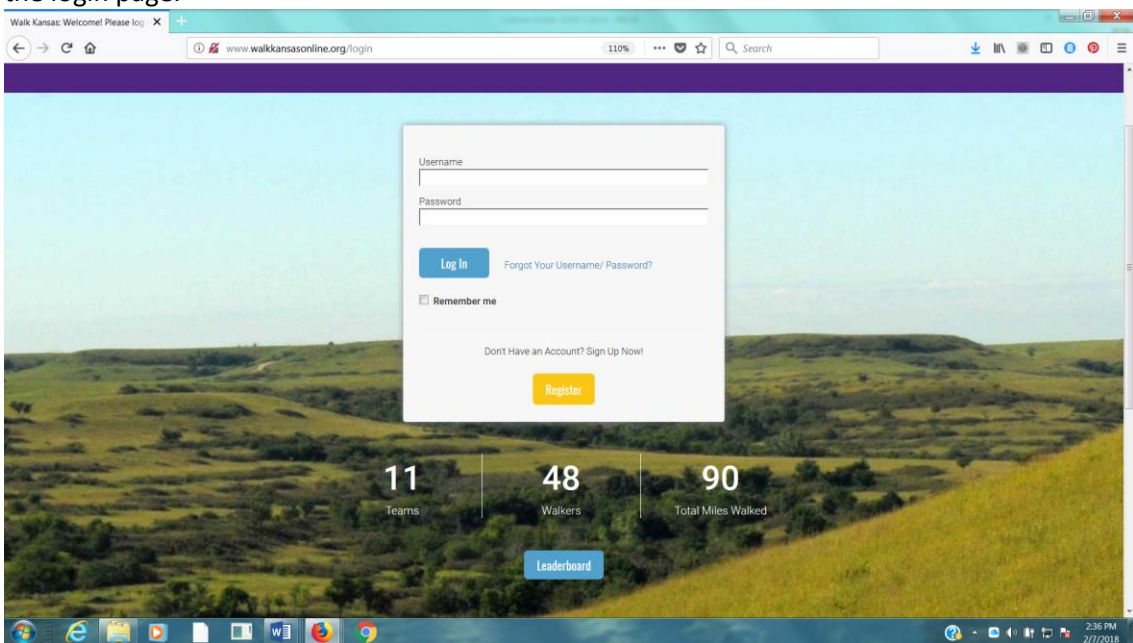 the login page.
Walk Kansas: Welcome! Please log
www.walkkansasonline.org/login
110%
Search
Username
Password
Log In
Forgot Your Username/ Password?
Remember me
Don't Have an Account? Sign Up Now!
Register
11
48
90
Teams
Walkers
Total Miles Walked
Leaderboard
2:36 PM
2/7/2018